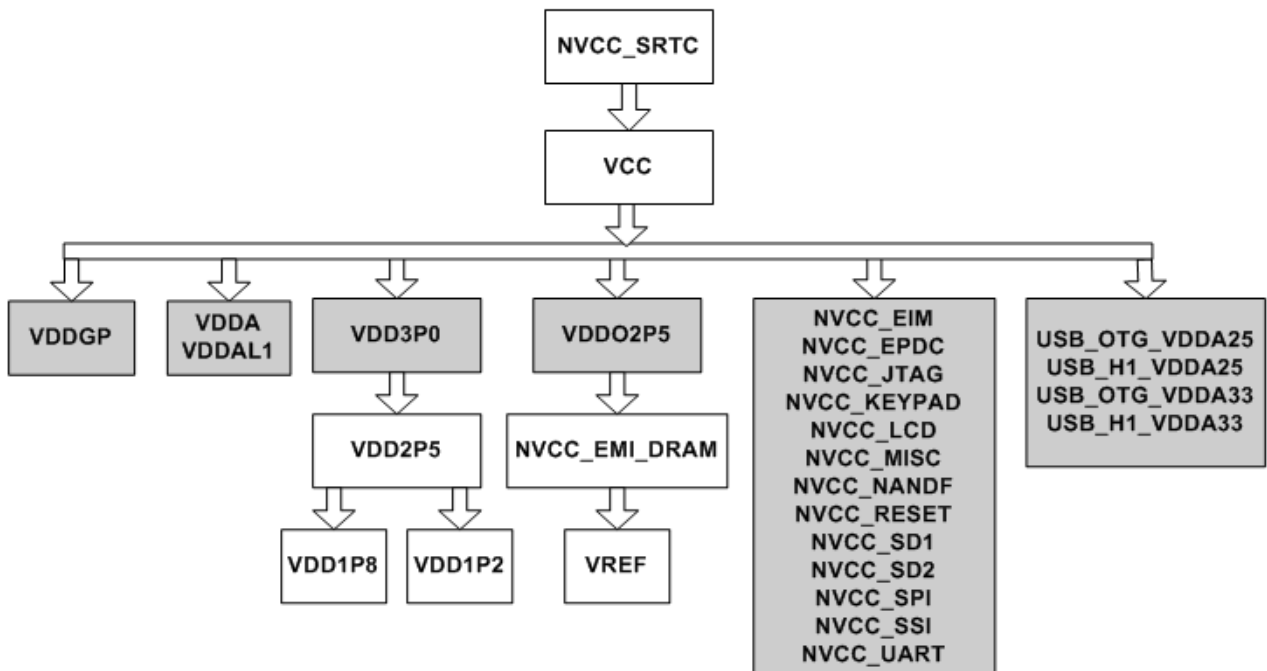 NVCC_SRTC
VCC
VDDGP
VDDA
VDDAL1
VDD3P0
VDDO2P5
NVCC_EIM
NVCC_EPDC
NVCC_JTAG
NVCC_KEYPAD
NVCC_LCD
NVCC_MISC
NVCC_NANDF
NVCC_RESET
NVCC_SD1
NVCC_SD2
NVCC_SPI
NVCC_SSI
NVCC_UART
USB_OTG_VDDA25
USB_H1_VDDA25
USB_OTG_VDDA33
USB_H1_VDDA33
VDD2P5
NVCC_EMI_DRAM
VDD1P8
VDD1P2
VREF